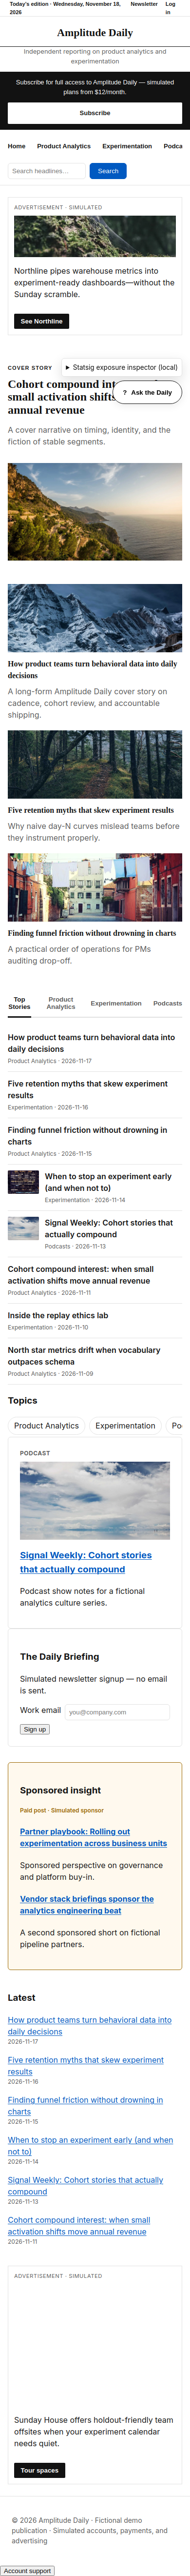 Today's edition · Wednesday, November 18, 2026
Newsletter
Log in
Amplitude Daily
Independent reporting on product analytics and
experimentation
Subscribe for full access to Amplitude Daily — simulated
plans from $12/month.
Subscribe
Home Product Analytics Experimentation
Search headlines…
Search
ADVERTISEMENT · SIMULATED
Northline pipes warehouse metrics into
experiment-ready dashboards—without the
Sunday scramble.
See Northline
COVER STORY
▶ Statsig exposure inspector (local)
? Ask the Daily
Cohort compound
small activation shifts
annual revenue
A cover narrative on timing, identity, and the
fiction of stable segments.
How product teams turn behavioral data into daily
decisions
A long-form Amplitude Daily cover story on
cadence, cohort review, and accountable
shipping.
Five retention myths that skew experiment results
Why naive day-N curves mislead teams before
they instrument properly.
Finding funnel friction without drowning in charts
A practical order of operations for PMs
auditing drop-off.
Top Stories
Product Analytics
Experimentation
Podcasts
How product teams turn behavioral data into
daily decisions
Product Analytics · 2026-11-17
Five retention myths that skew experiment
results
Experimentation · 2026-11-16
Finding funnel friction without drowning in
charts
Product Analytics · 2026-11-15
When to stop an experiment early
(and when not to)
Experimentation · 2026-11-14
Signal Weekly: Cohort stories that
actually compound
Podcasts · 2026-11-13
Cohort compound interest: when small
activation shifts move annual revenue
Product Analytics · 2026-11-11
Inside the replay ethics lab
Experimentation · 2026-11-10
North star metrics drift when vocabulary
outpaces schema
Product Analytics · 2026-11-09
Topics
Product Analytics
Experimentation
PODCAST
Signal Weekly: Cohort stories
that actually compound
Podcast show notes for a fictional
analytics culture series.
The Daily Briefing
Simulated newsletter signup — no email
is sent.
Work email you@company.com
Sign up
Sponsored insight
Paid post · Simulated sponsor
Partner playbook: Rolling out
experimentation across business units
Sponsored perspective on governance
and platform buy-in.
Vendor stack briefings sponsor the
analytics engineering beat
A second sponsored short on fictional
pipeline partners.
Latest
How product teams turn behavioral data into
daily decisions
2026-11-17
Five retention myths that skew experiment
results
2026-11-16
Finding funnel friction without drowning in
charts
2026-11-15
When to stop an experiment early (and when
not to)
2026-11-14
Signal Weekly: Cohort stories that actually
compound
2026-11-13
Cohort compound interest: when small
activation shifts move annual revenue
2026-11-11
ADVERTISEMENT · SIMULATED
Sunday House offers holdout-friendly team
offsites when your experiment calendar
needs quiet.
Tour spaces
© 2026 Amplitude Daily · Fictional demo
publication · Simulated accounts, payments, and
advertising
Account support